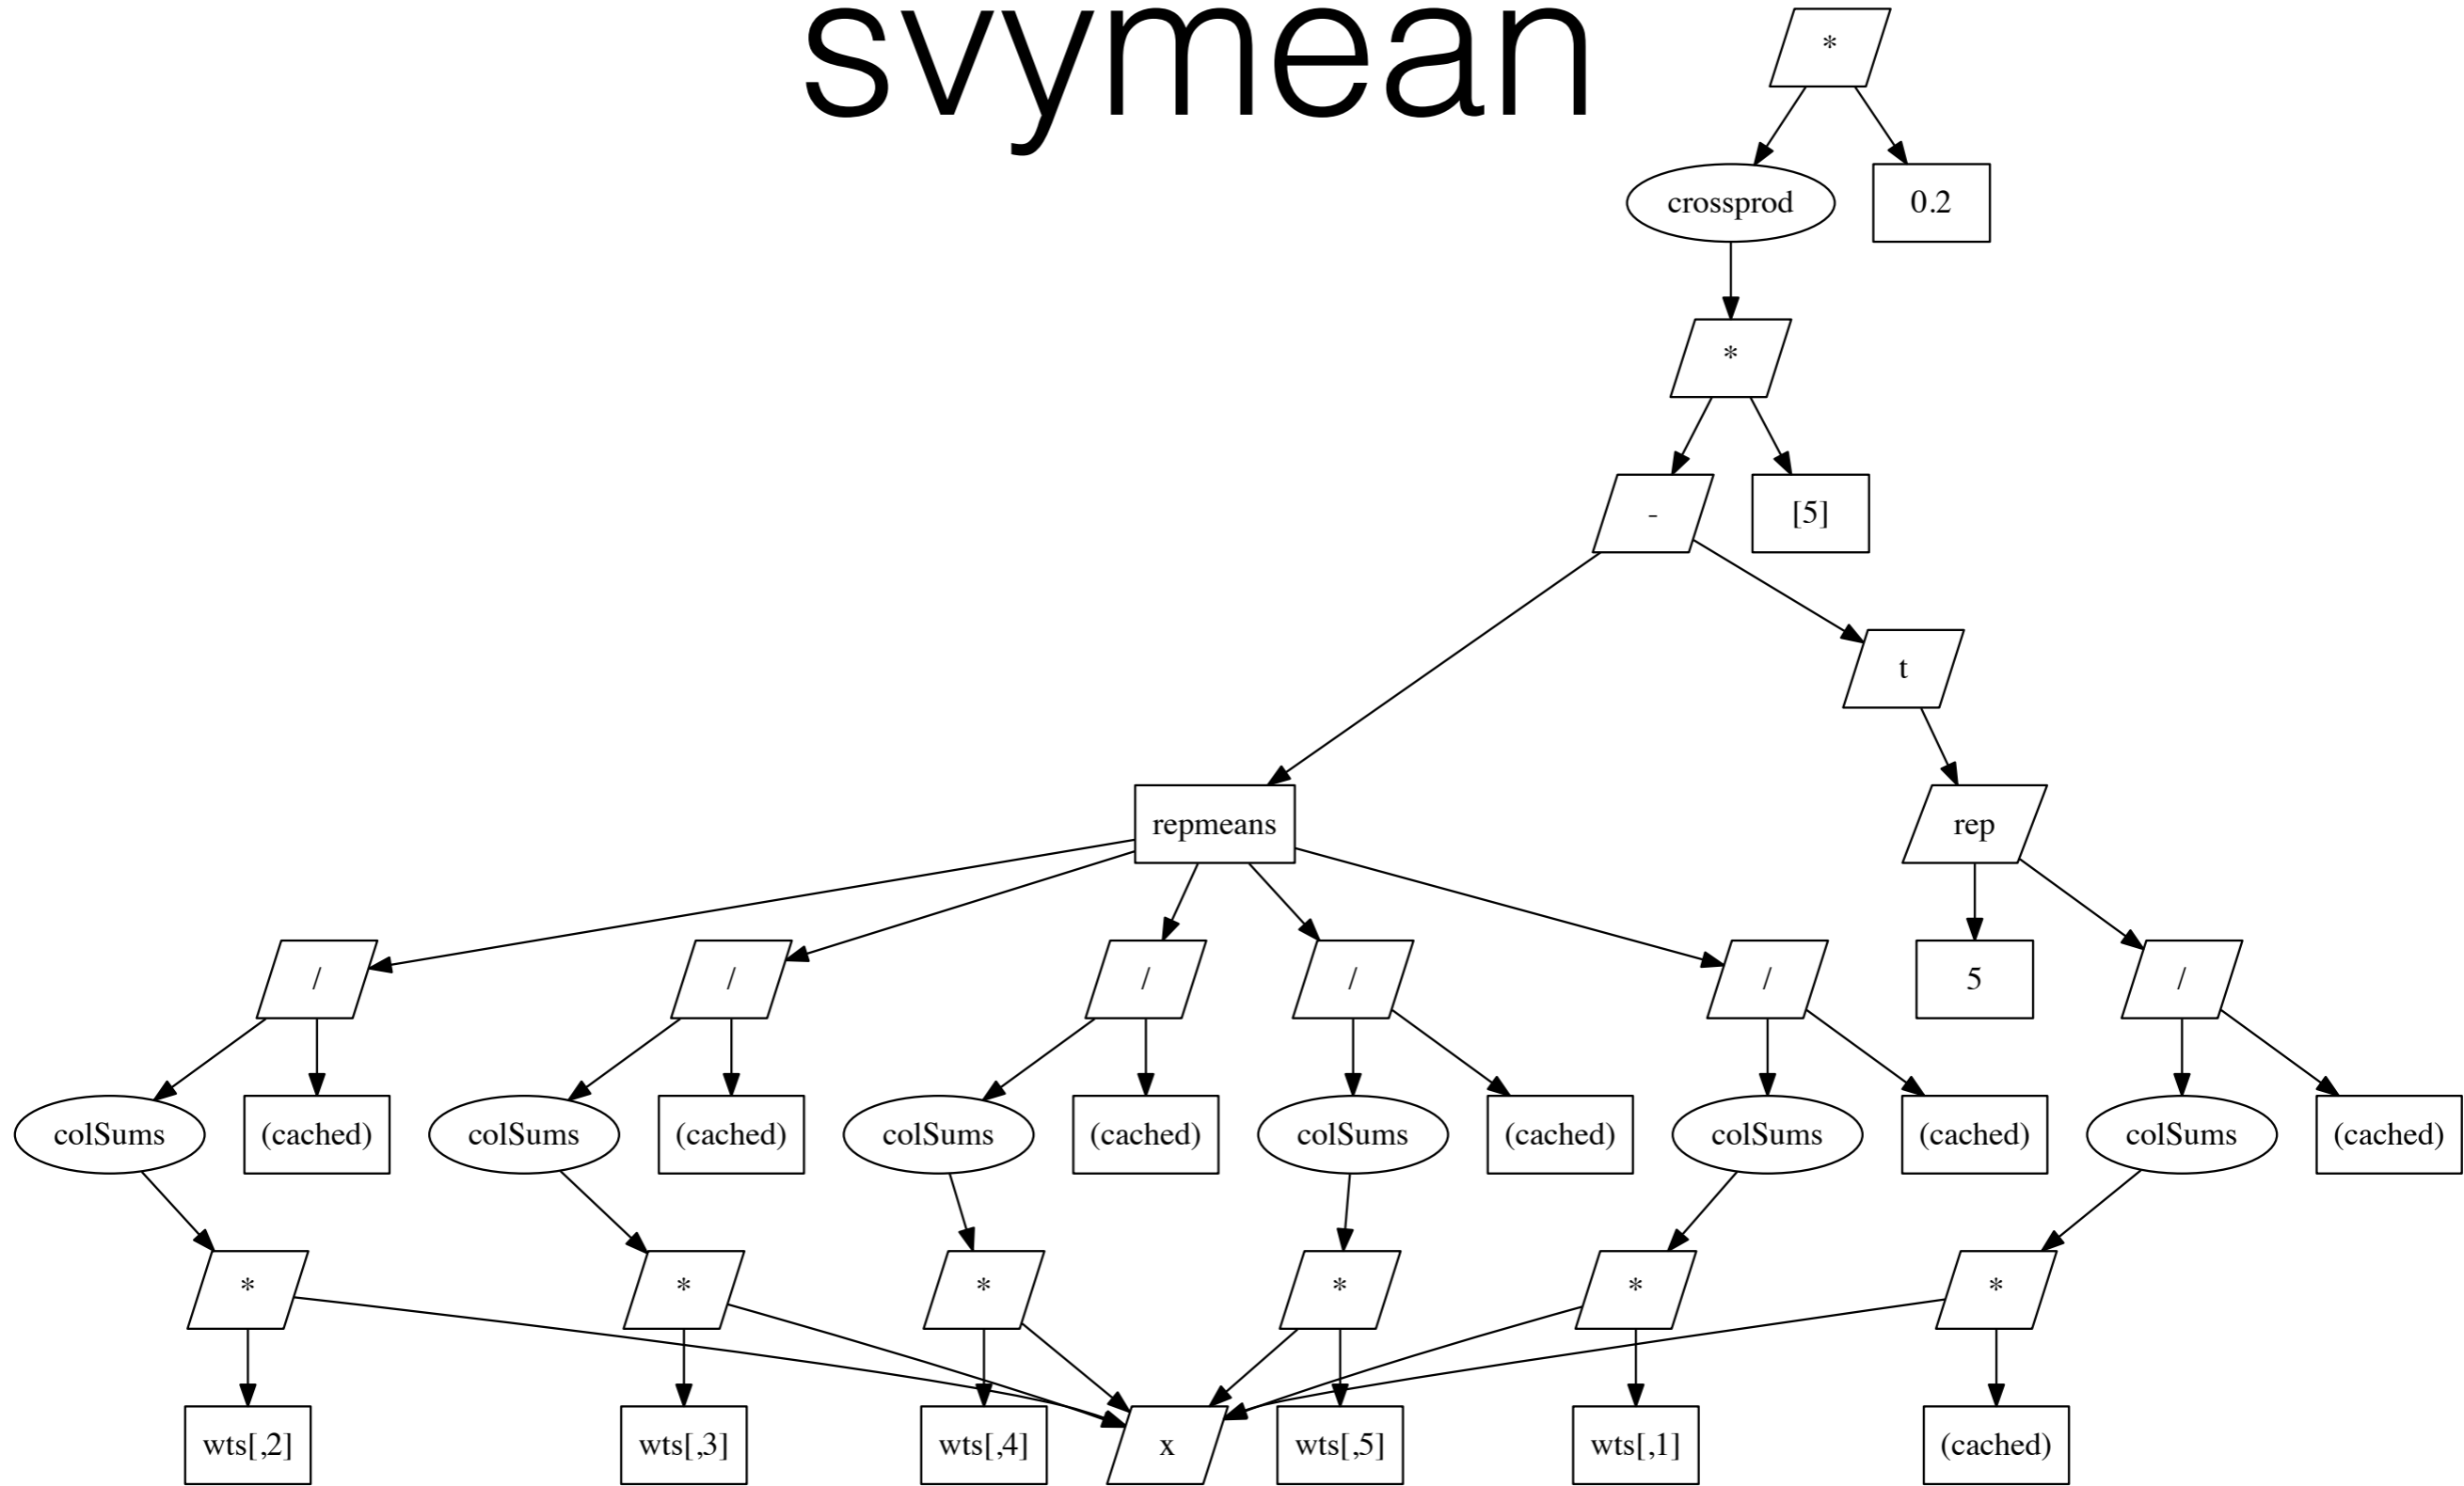 svymean
*
crossprod
0.2
*
-
[5]
t
repmeans
rep
/
/
/
/
/
5
/
colSums
(cached)
colSums
(cached)
colSums
(cached)
colSums
(cached)
colSums
(cached)
colSums
(cached)
*
*
*
*
*
*
wts[,2]
wts[,3]
wts[,4]
x
wts[,5]
wts[,1]
(cached)